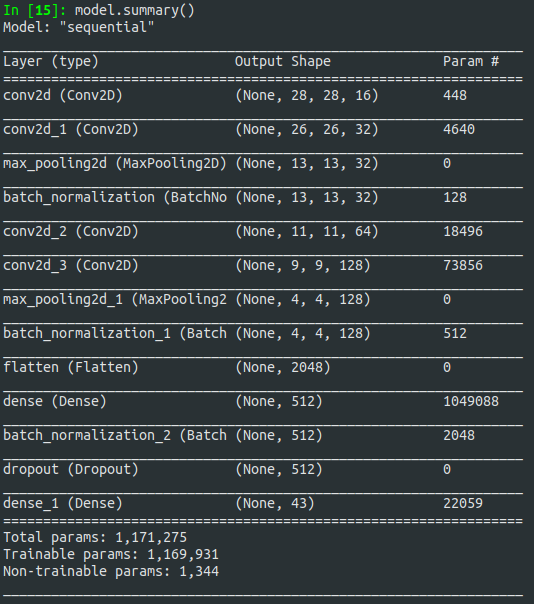 In [15]: model.summary()
Model: "sequential"
Layer (type) Output Shape Param #
conv2d (Conv2D) (None, 28, 28, 16) 448
conv2d_1 (Conv2D) (None, 26, 26, 32) 4640
max_pooling2d (MaxPooling2D) (None, 13, 13, 32) 0
batch_normalization (BatchNo (None, 13, 13, 32) 128
conv2d_2 (Conv2D) (None, 11, 11, 64) 18496
conv2d_3 (Conv2D) (None, 9, 9, 128) 73856
max_pooling2d_1 (MaxPooling2 (None, 4, 4, 128) 0
batch_normalization_1 (Batch (None, 4, 4, 128) 512
flatten (Flatten) (None, 2048) 0
dense (Dense) (None, 512) 1049088
batch_normalization_2 (Batch (None, 512) 2048
dropout (Dropout) (None, 512) 0
dense_1 (Dense) (None, 43) 22059
Total params: 1,171,275
Trainable params: 1,169,931
Non-trainable params: 1,344